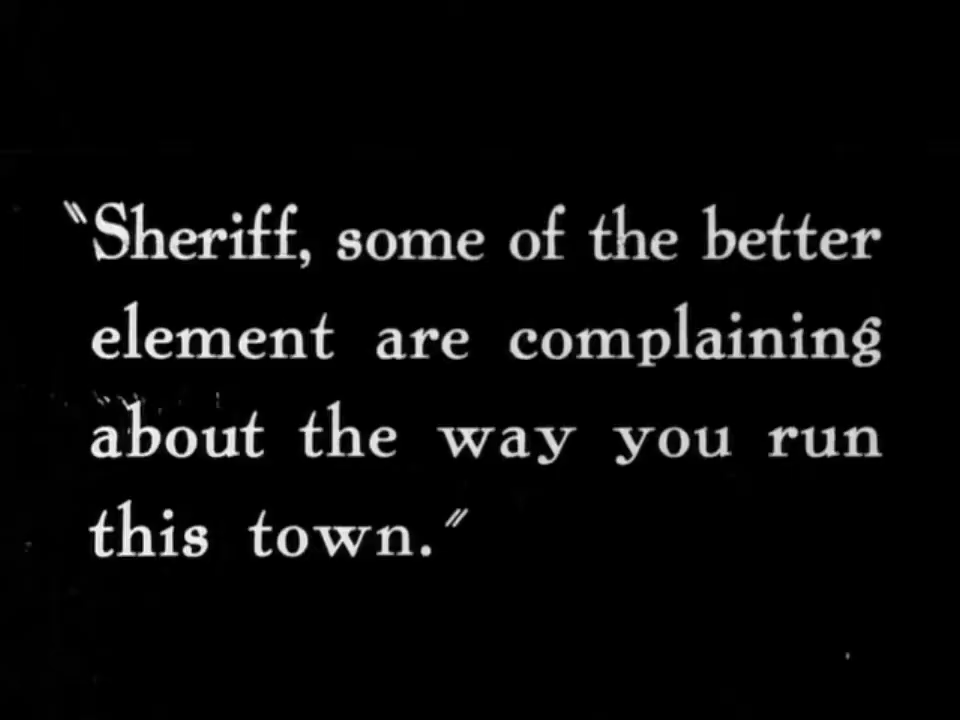 "Sheriff, some of the better
element are complaining
about the way you run
this town."